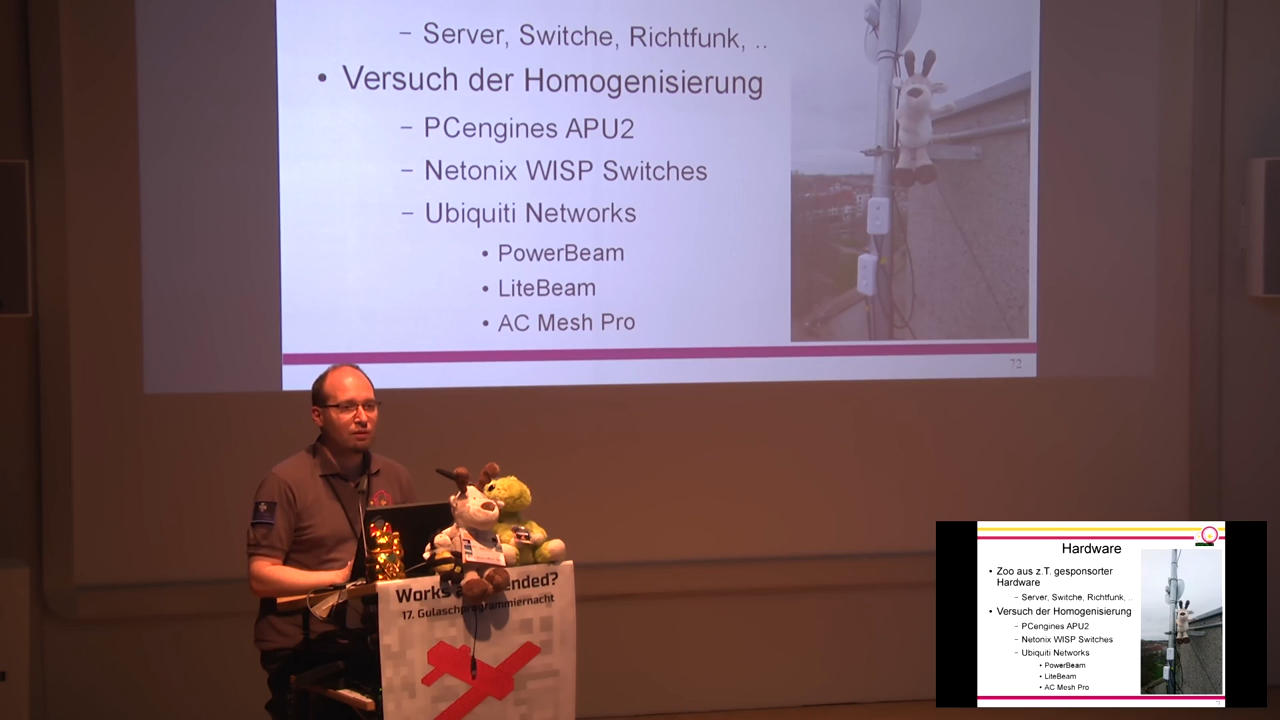 – Server, Switche, Richtfunk, ..
• Versuch der Homogenisierung
– PCengines APU2
– Netonix WISP Switches
– Ubiquiti Networks
• PowerBeam
• LiteBeam
• AC Mesh Pro
72
Works ended?
17. Gulaschprogrammiernacht
Hardware
• Zoo aus z.T. gesponsorter
Hardware
– Server, Switche, Richtfunk, ..
• Versuch der Homogenisierung
– PCengines APU2
– Netonix WISP Switches
– Ubiquiti Networks
• PowerBeam
• LiteBeam
• AC Mesh Pro